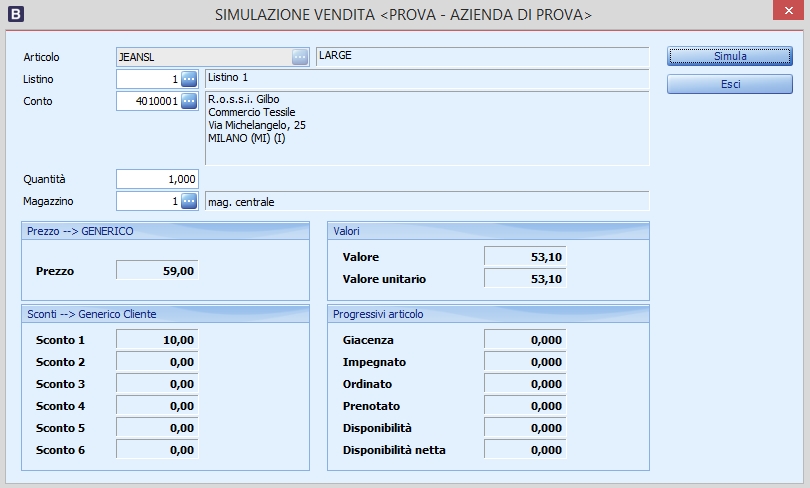 B SIMULAZIONE VENDITA <PROVA - AZIENDA DI PROVA>
Articolo JEANSL LARGE Simula
Listino 1 Listino 1 Esci
Conto 4010001 R.o.s.s.i. Gilbo
Commercio Tessile
Via Michelangelo, 25
MILANO (MI) (I)
Quantità 1,000
Magazzino 1 mag. centrale
Prezzo --> GENERICO
Prezzo 59,00
Valori
Valore 53,10
Valore unitario 53,10
Sconti --> Generico Cliente
Sconto 1 10,00
Sconto 2 0,00
Sconto 3 0,00
Sconto 4 0,00
Sconto 5 0,00
Sconto 6 0,00
Progressivi articolo
Giacenza 0,000
Impegnato 0,000
Ordinato 0,000
Prenotato 0,000
Disponibilità 0,000
Disponibilità netta 0,000